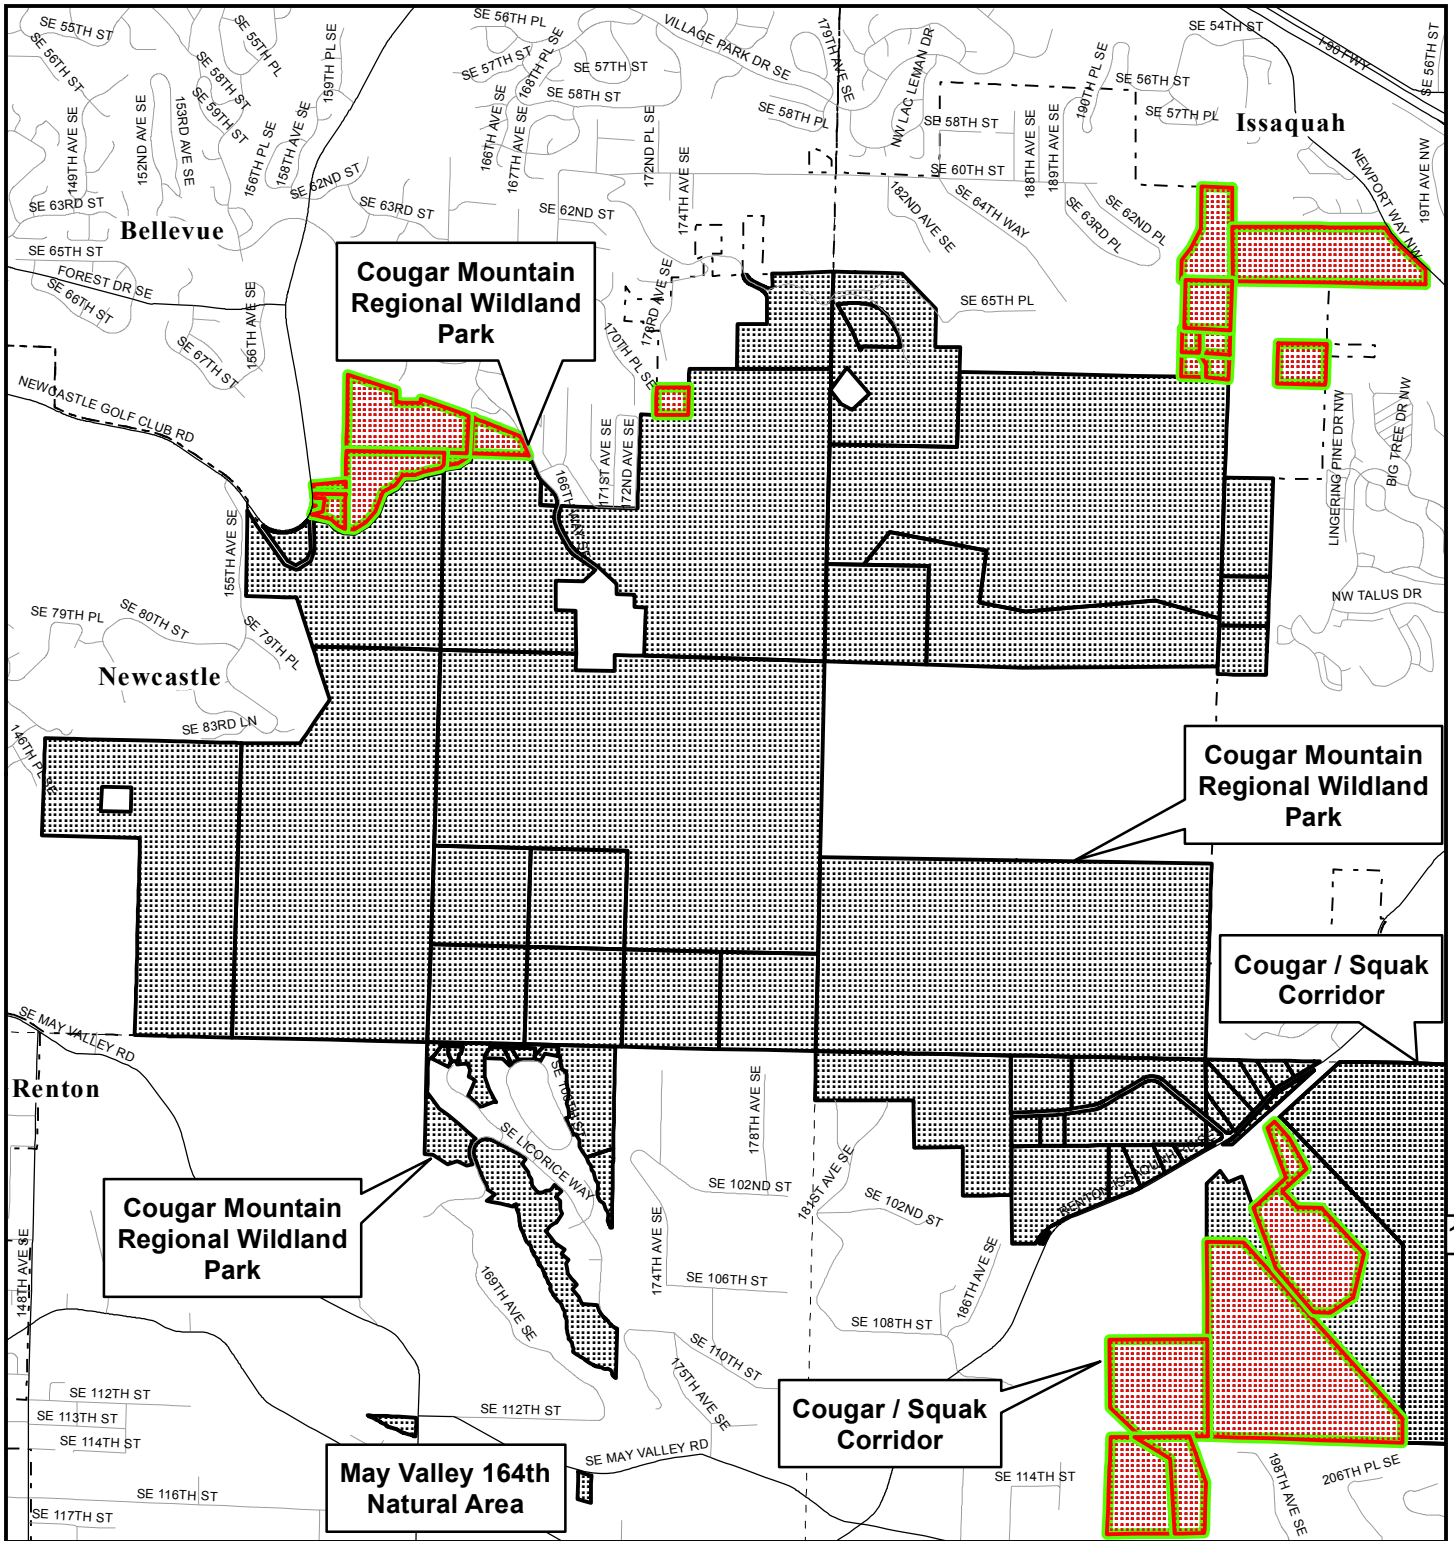 SE 55TH ST
SE 56TH ST
SE 55TH PL
SE 58TH ST
SE 59TH ST
159TH PL SE
149TH AVE SE
152ND AVE SE
153RD AVE SE
156TH PL SE
158TH AVE SE
SE 62ND ST
SE 63RD ST
SE 63RD ST
Bellevue
SE 65TH ST
FOREST DR SE
SE 66TH ST
SE 67TH ST
156TH AVE SE
NEWCASTLE GOLF CLUB RD
SE 56TH PL
SE 57TH ST
168TH PL SE
SE 57TH ST
SE 58TH ST
166TH AVE SE
167TH AVE SE
VILLAGE PARK DR SE
179TH AVE SE
SE 58TH PL
NW LAC LEMAN DR
172ND PL SE
174TH AVE SE
SE 62ND ST
SE 54TH ST
I-90 FWY
SE 56TH ST
190TH PL SE
SE 56TH ST
SE 57TH PL
Issaquah
SE 58TH ST
188TH AVE SE
189TH AVE SE
SE 60TH ST
182ND AVE SE
SE 64TH WAY
SE 63RD PL
SE 62ND PL
NEWPORT WAY NW
19TH AVE NW
SE 65TH PL
Cougar Mountain
Regional Wildland
Park
173RD AVE SE
170TH PL SE
171ST AVE SE
172ND AVE SE
166TH WAY SE
LINGERING PINE DR NW
BIG TREE DR NW
NW TALUS DR
155TH AVE SE
SE 79TH PL
SE 80TH ST
SE 79TH PL
Newcastle
SE 83RD LN
146TH PL SE
Cougar Mountain
Regional Wildland
Park
Cougar / Squak
Corridor
SE MAY VALLEY RD
Renton
SE 100TH ST
SE LICORICE WAY
178TH AVE SE
181ST AVE SE
SE 102ND ST
SE 102ND ST
174TH AVE SE
186TH AVE SE
SE 106TH ST
SE 108TH ST
Cougar Mountain
Regional Wildland
Park
148TH AVE SE
169TH AVE SE
SE 110TH ST
175TH AVE SE
Cougar / Squak
Corridor
SE 112TH ST
SE 113TH ST
SE 114TH ST
SE 112TH ST
SE MAY VALLEY RD
May Valley 164th
Natural Area
SE 116TH ST
SE 117TH ST
SE 114TH ST
198TH AVE SE
206TH PL SE